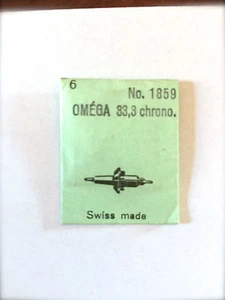 6
No. 1859
OMÉGA 33,3 chrono.
Swiss made